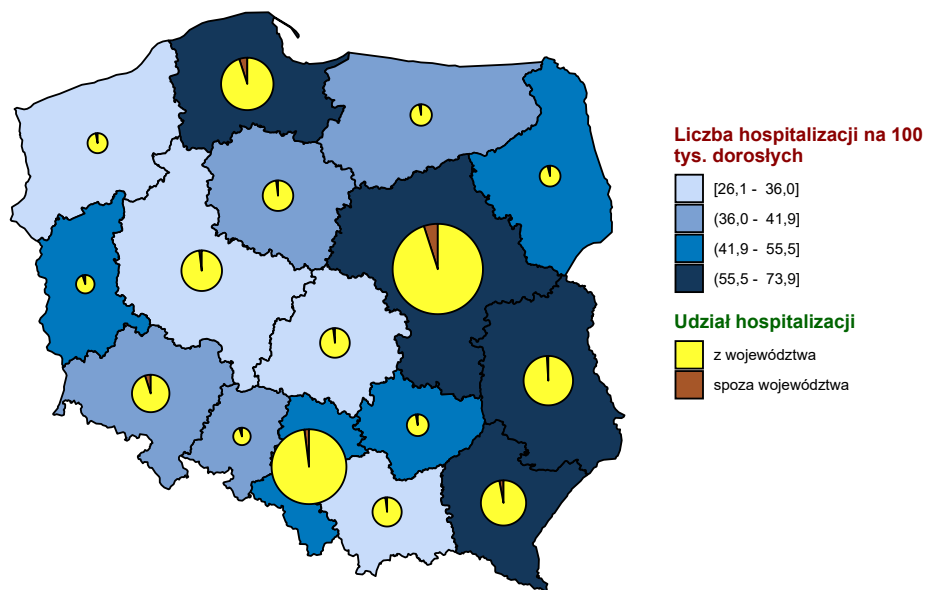 Liczba hospitalizacji na 100
tys. dorosłych
[26,1 - 36,0]
(36,0 - 41,9]
(41,9 - 55,5]
(55,5 - 73,9]
Udział hospitalizacji
z województwa
spoza województwa